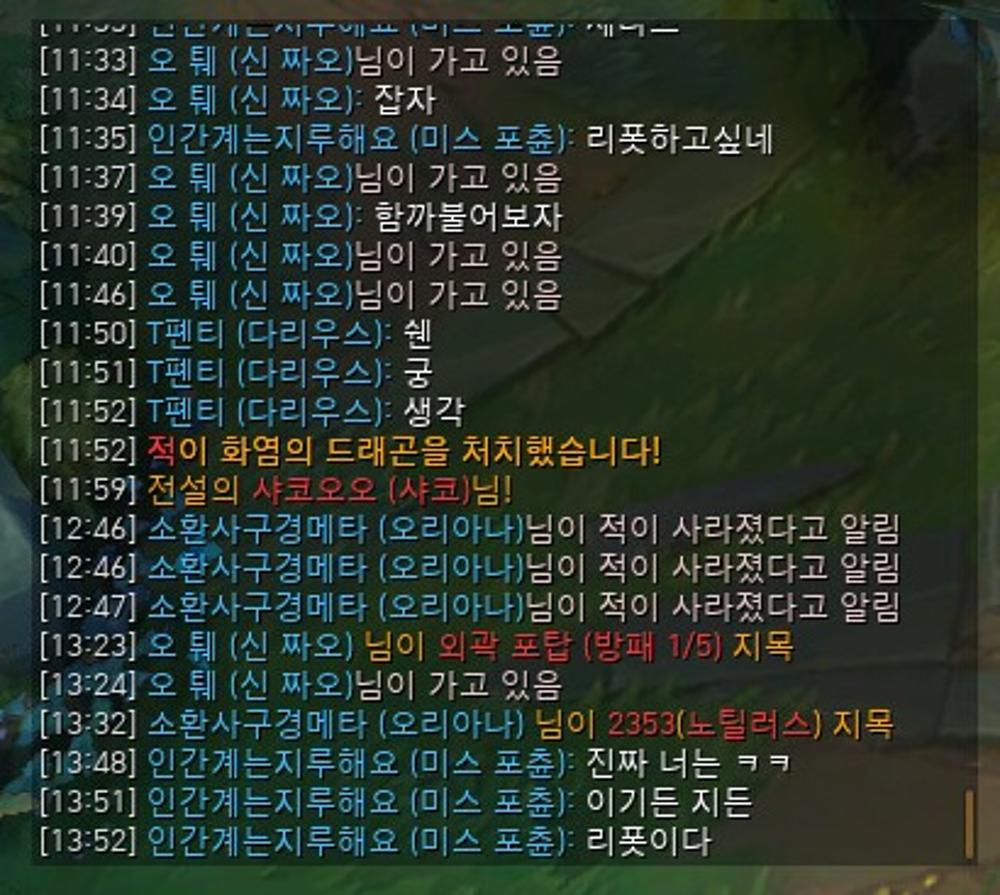 [11:33] 오 퉤 (신 짜오)님이 가고 있음
[11:34] 오 퉤 (신 짜오): 잡자
[11:35] 인간계는지루해요 (미스 포츈): 리폿하고싶네
[11:37] 오 퉤 (신 짜오)님이 가고 있음
[11:39] 오 퉤 (신 짜오): 함까불어보자
[11:40] 오 퉤 (신 짜오)님이 가고 있음
[11:46] 오 퉤 (신 짜오)님이 가고 있음
[11:50] T펜티 (다리우스): 쉔
[11:51] T펜티 (다리우스): 궁
[11:52] T펜티 (다리우스): 생각
[11:52] 적이 화염의 드래곤을 처치했습니다!
[11:59] 전설의 샤코오오 (샤코)님!
[12:46] 소환사구경메타 (오리아나)님이 적이 사라졌다고 알림
[12:46] 소환사구경메타 (오리아나)님이 적이 사라졌다고 알림
[12:47] 소환사구경메타 (오리아나)님이 적이 사라졌다고 알림
[13:23] 오 퉤 (신 짜오) 님이 외곽 포탑 (방패 1/5) 지목
[13:24] 오 퉤 (신 짜오)님이 가고 있음
[13:32] 소환사구경메타 (오리아나) 님이 2353(노틸러스) 지목
[13:48] 인간계는지루해요 (미스 포츈): 진짜 너는 ㅋㅋ
[13:51] 인간계는지루해요 (미스 포츈): 이기든 지든
[13:52] 인간계는지루해요 (미스 포츈): 리폿이다